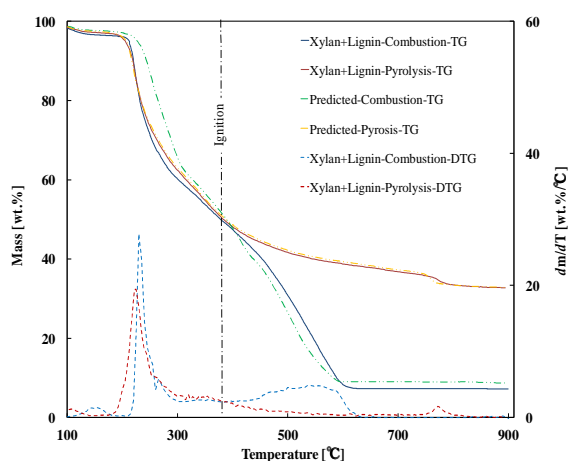 100
80
60
40
20
0
Mass [wt.%]
60
40
20
0
dm/dT [wt.%/℃]
Ignition
Xylan+Lignin-Combustion-TG
Xylan+Lignin-Pyrolysis-TG
Predicted-Combustion-TG
Predicted-Pyrosis-TG
Xylan+Lignin-Combustion-DTG
Xylan+Lignin-Pyrolysis-DTG
100 300 500 700 900
Temperature [℃]